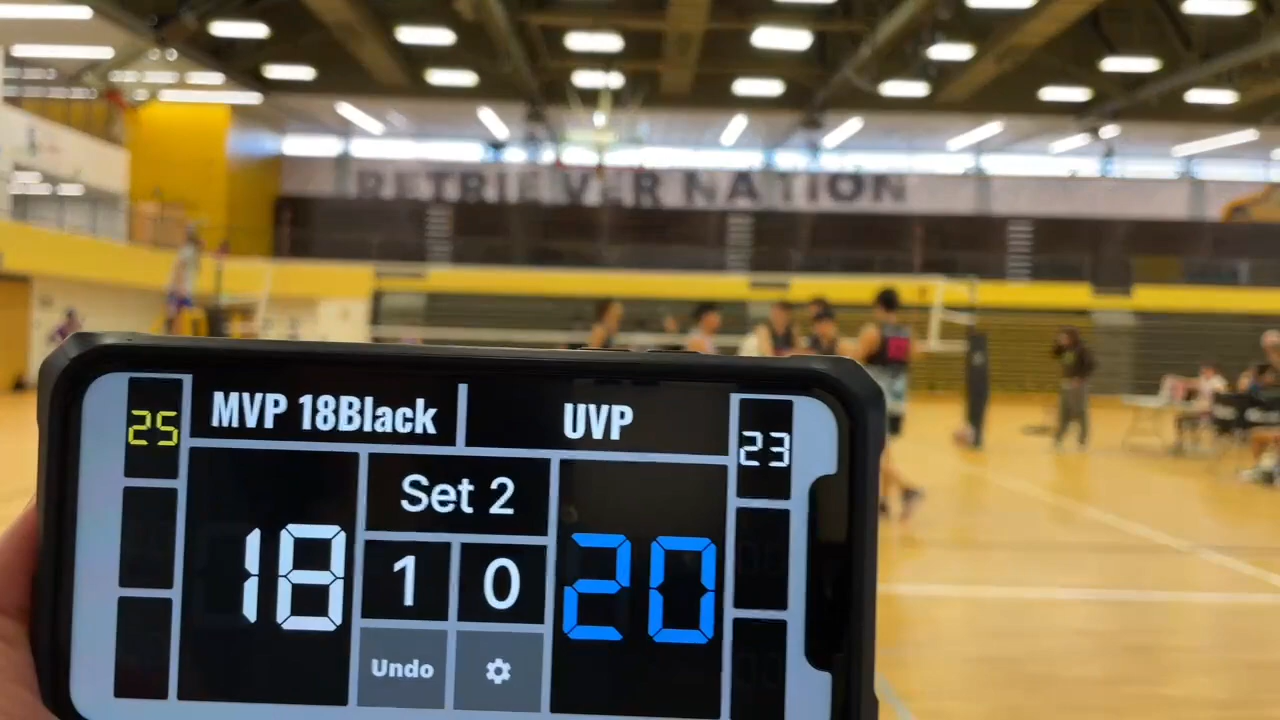 RETRIEVER NATION
25
MVP 18Black
UVP
23
Set 2
18
1
0
20
Undo